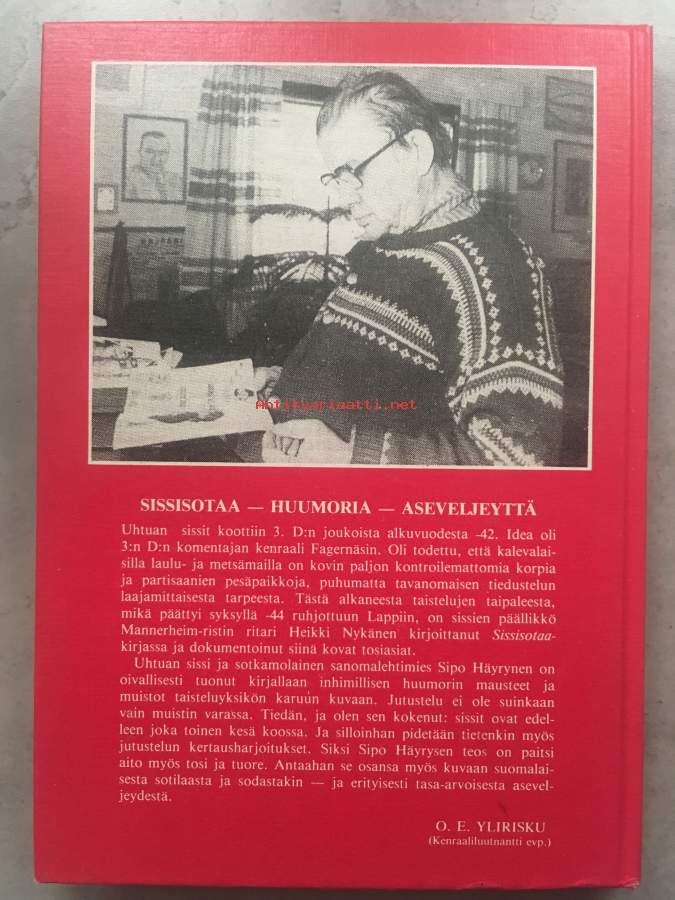 Antikvariaatti.net
SISSISOTAA — HUUMORIA — ASEVELJEYTTÄ
Uhtuan sissit koottiin 3. D:n joukoista alkuvuodesta -42. Idea oli
3:n D:n komentajan kenraali Fagernäsin. Oli todettu, että kalevalai-
silla laulu- ja metsämailla on kovin paljon kontroilemattomia korpia
ja partisaanien pesäpaikkoja, puhumatta tavanomaisen tiedustelun
laajamittaisesta tarpeesta. Tästä alkaneesta taistelujen taipaleesta,
mikä päättyi syksyllä -44 ruhjottuun Lappiin, on sissien päällikkö
Mannerheim-ristin ritari Heikki Nykänen kirjoittanut Sissisotaa-
kirjassa ja dokumentoinut siinä kovat tosiasiat.
Uhtuan sissi ja sotkamolainen sanomalehtimies Sipo Häyrynen on
oivallisesti tuonut kirjallaan inhimillisen huumorin mausteet ja
muistot taisteluyksikön karuun kuvaan. Jutustelu ei ole suinkaan
vain muistin varassa. Tiedän, ja olen sen kokenut: sissit ovat edel-
leen joka toinen kesä koossa. Ja silloinhan pidetään tietenkin myös
jutustelun kertausharjoitukset. Siksi Sipo Häyrysen teos on paitsi
aito myös tosi ja tuore. Antaahan se osansa myös kuvaan suomalai-
sesta sotilaasta ja sodastakin — ja erityisesti tasa-arvoisesta asevel-
jeydestä.
O. E. YLIRISKU
(Kenraaliluutnantti evp.)